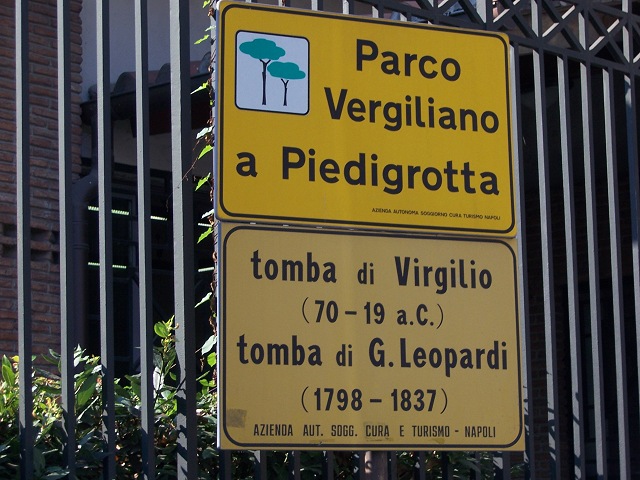 Parco
Vergiliano
a Piedigrotta
AZIENDA AUTONOMA SOGGIORNO CURA TURISMO NAPOLI
tomba di Virgilio
(70 - 19 a.C.)
tomba di G. Leopardi
(1798 - 1837)
AZIENDA AUT. SOGG. CURA E TURISMO - NAPOLI